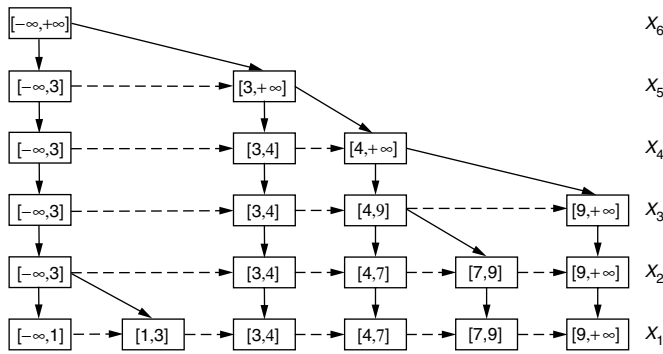 [−∞,+∞] X6
[−∞,3] [3,+∞] X5
[−∞,3] [3,4] [4,+∞] X4
[−∞,3] [3,4] [4,9] [9,+∞] X3
[−∞,3] [3,4] [4,7] [7,9] [9,+∞] X2
[−∞,1] [1,3] [3,4] [4,7] [7,9] [9,+∞] X1